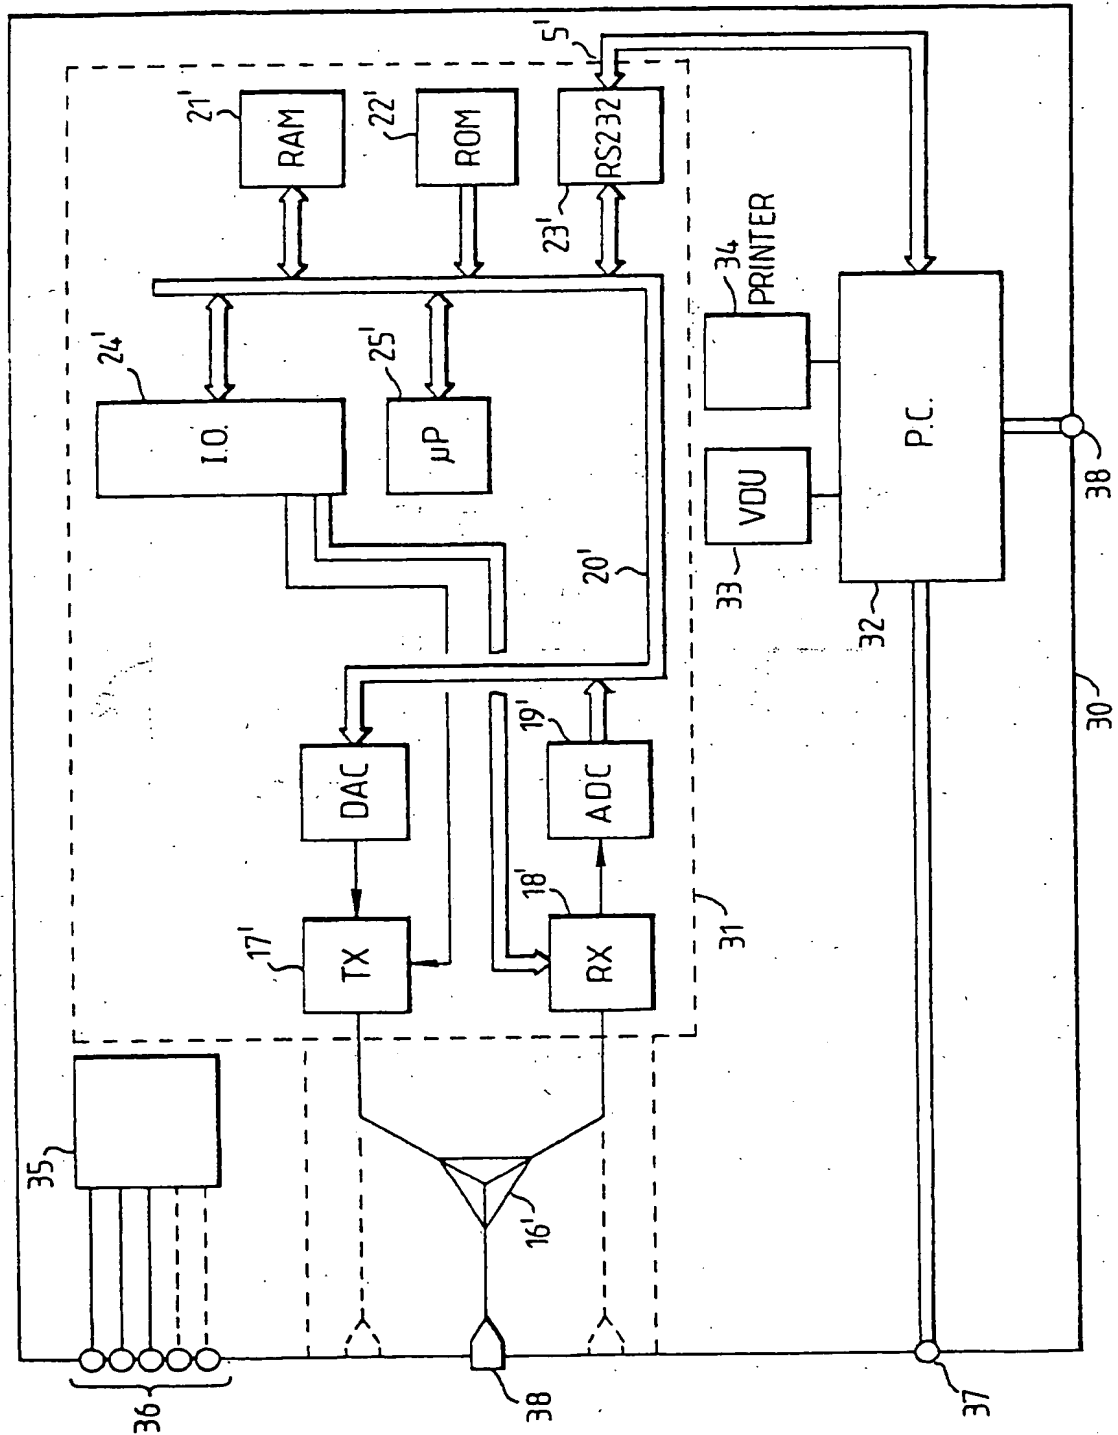 36
35
38
37
16'
17'
TX
18'
RX
31
DAC
19'
ADC
20'
30
24'
I.O.
25'
µP
32
P.C.
33
VDU
34
PRINTER
38
21'
RAM
22'
ROM
23'
RS232
5'